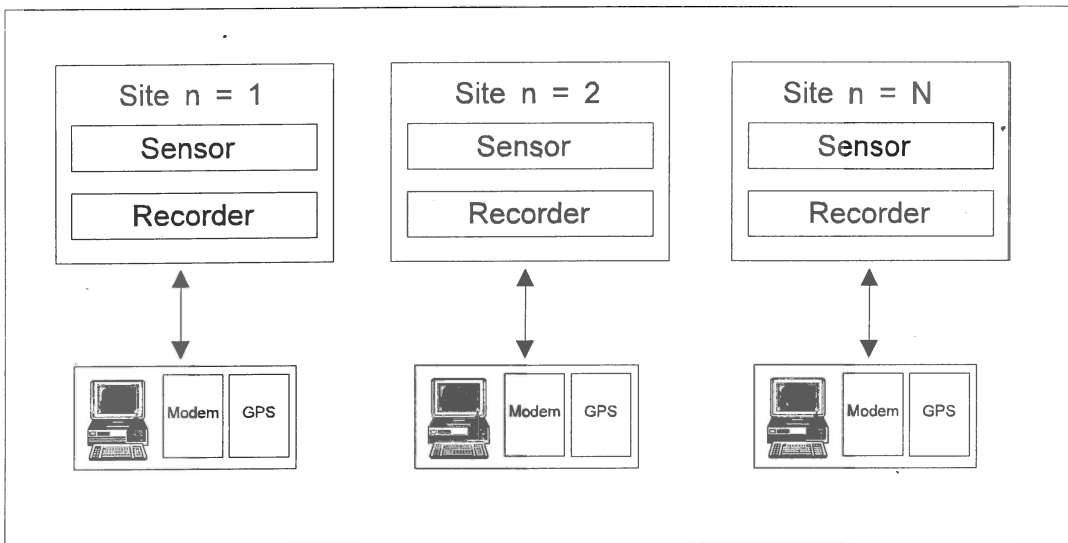 Site n = 1
Sensor
Recorder
Modem
GPS
Site n = 2
Sensor
Recorder
Modem
GPS
Site n = N
Sensor
Recorder
Modem
GPS